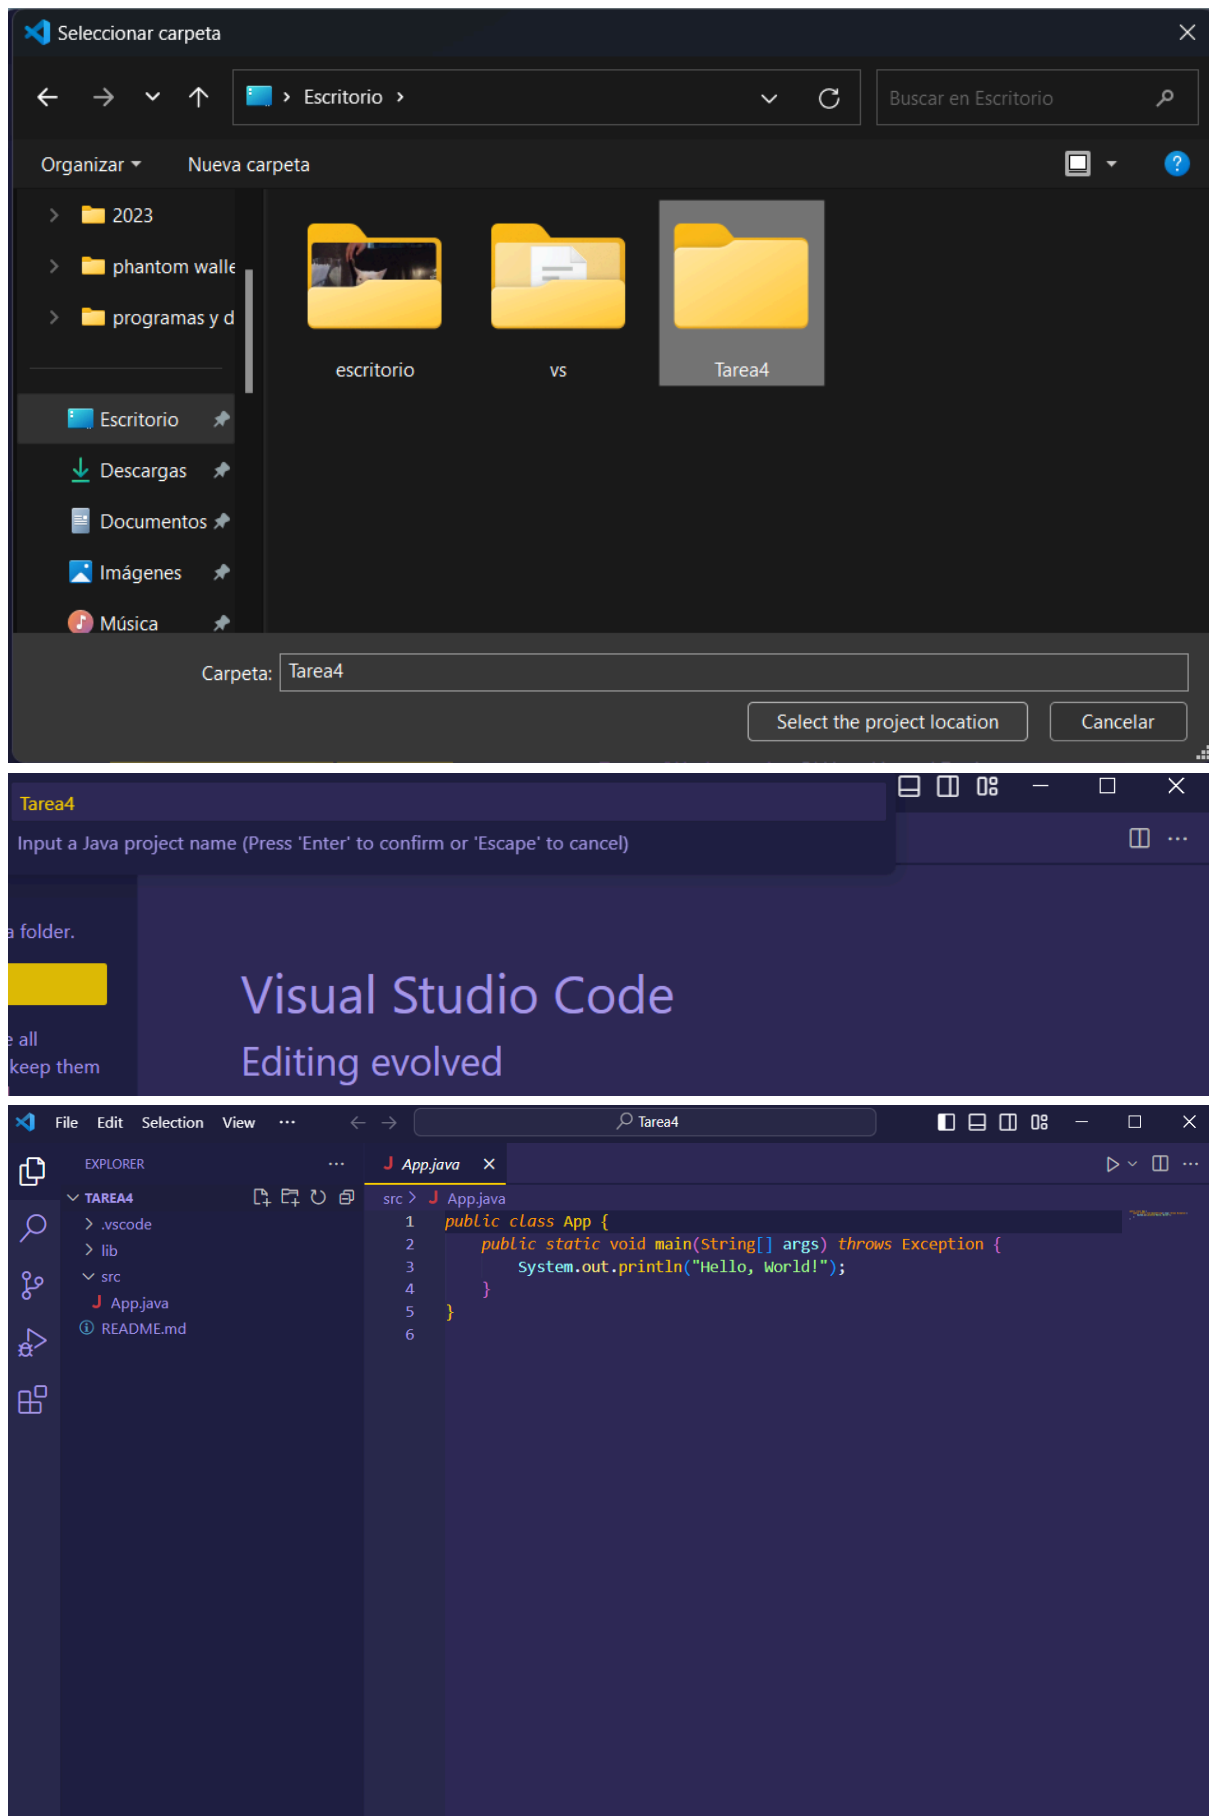 Seleccionar carpeta
Escritorio
Buscar en Escritorio
Organizar
Nueva carpeta
2023
phantom walle
programas y d
Escritorio
Descargas
Documentos
Imágenes
Música
escritorio
vs
Tarea4
Carpeta: Tarea4
Select the project location
Cancelar
Tarea4
Input a Java project name (Press 'Enter' to confirm or 'Escape' to cancel)
a folder.
e all
keep them
Visual Studio Code
Editing evolved
File Edit Selection View ··· Tarea4
EXPLORER ···
TAREA4
.vscode
lib
src
J App.java
README.md
J App.java
src > J App.java
1 public class App {
2 public static void main(String[] args) throws Exception {
3 System.out.println("Hello, World!");
4 }
5 }
6